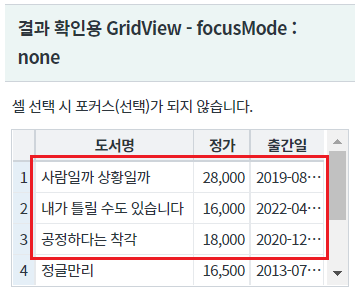 결과 확인용 GridView - focusMode :
none
셀 선택 시 포커스(선택)가 되지 않습니다.
도서명 정가 출간일
1 사람일까 상황일까 28,000 2019-08…
2 내가 틀릴 수도 있습니다 16,000 2022-04…
3 공정하다는 착각 18,000 2020-12…
4 정글만리 16,500 2013-07…